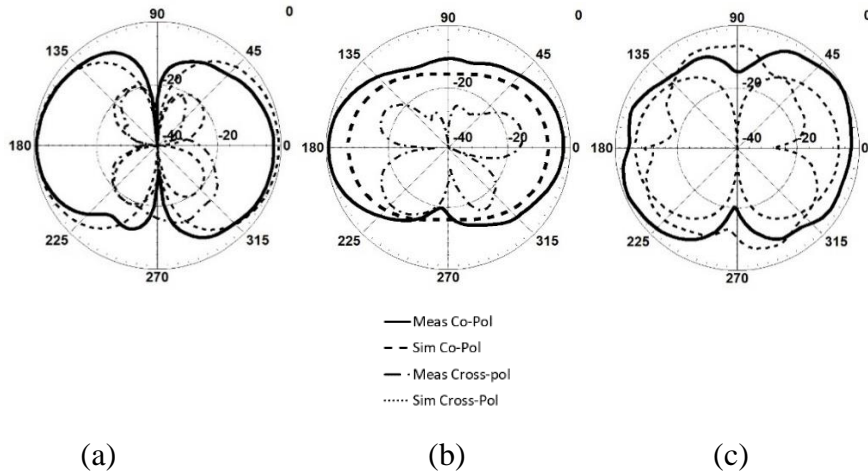 90 0 90 0 90 0
135 45 135 45 135 45
-20 -20 -20
180 -40 -20 0 180 -40 -20 0 180 -40 -20 0
225 315 225 315 225 315
270 270 270
Meas Co-Pol
Sim Co-Pol
Meas Cross-pol
Sim Cross-Pol
(a) (b) (c)